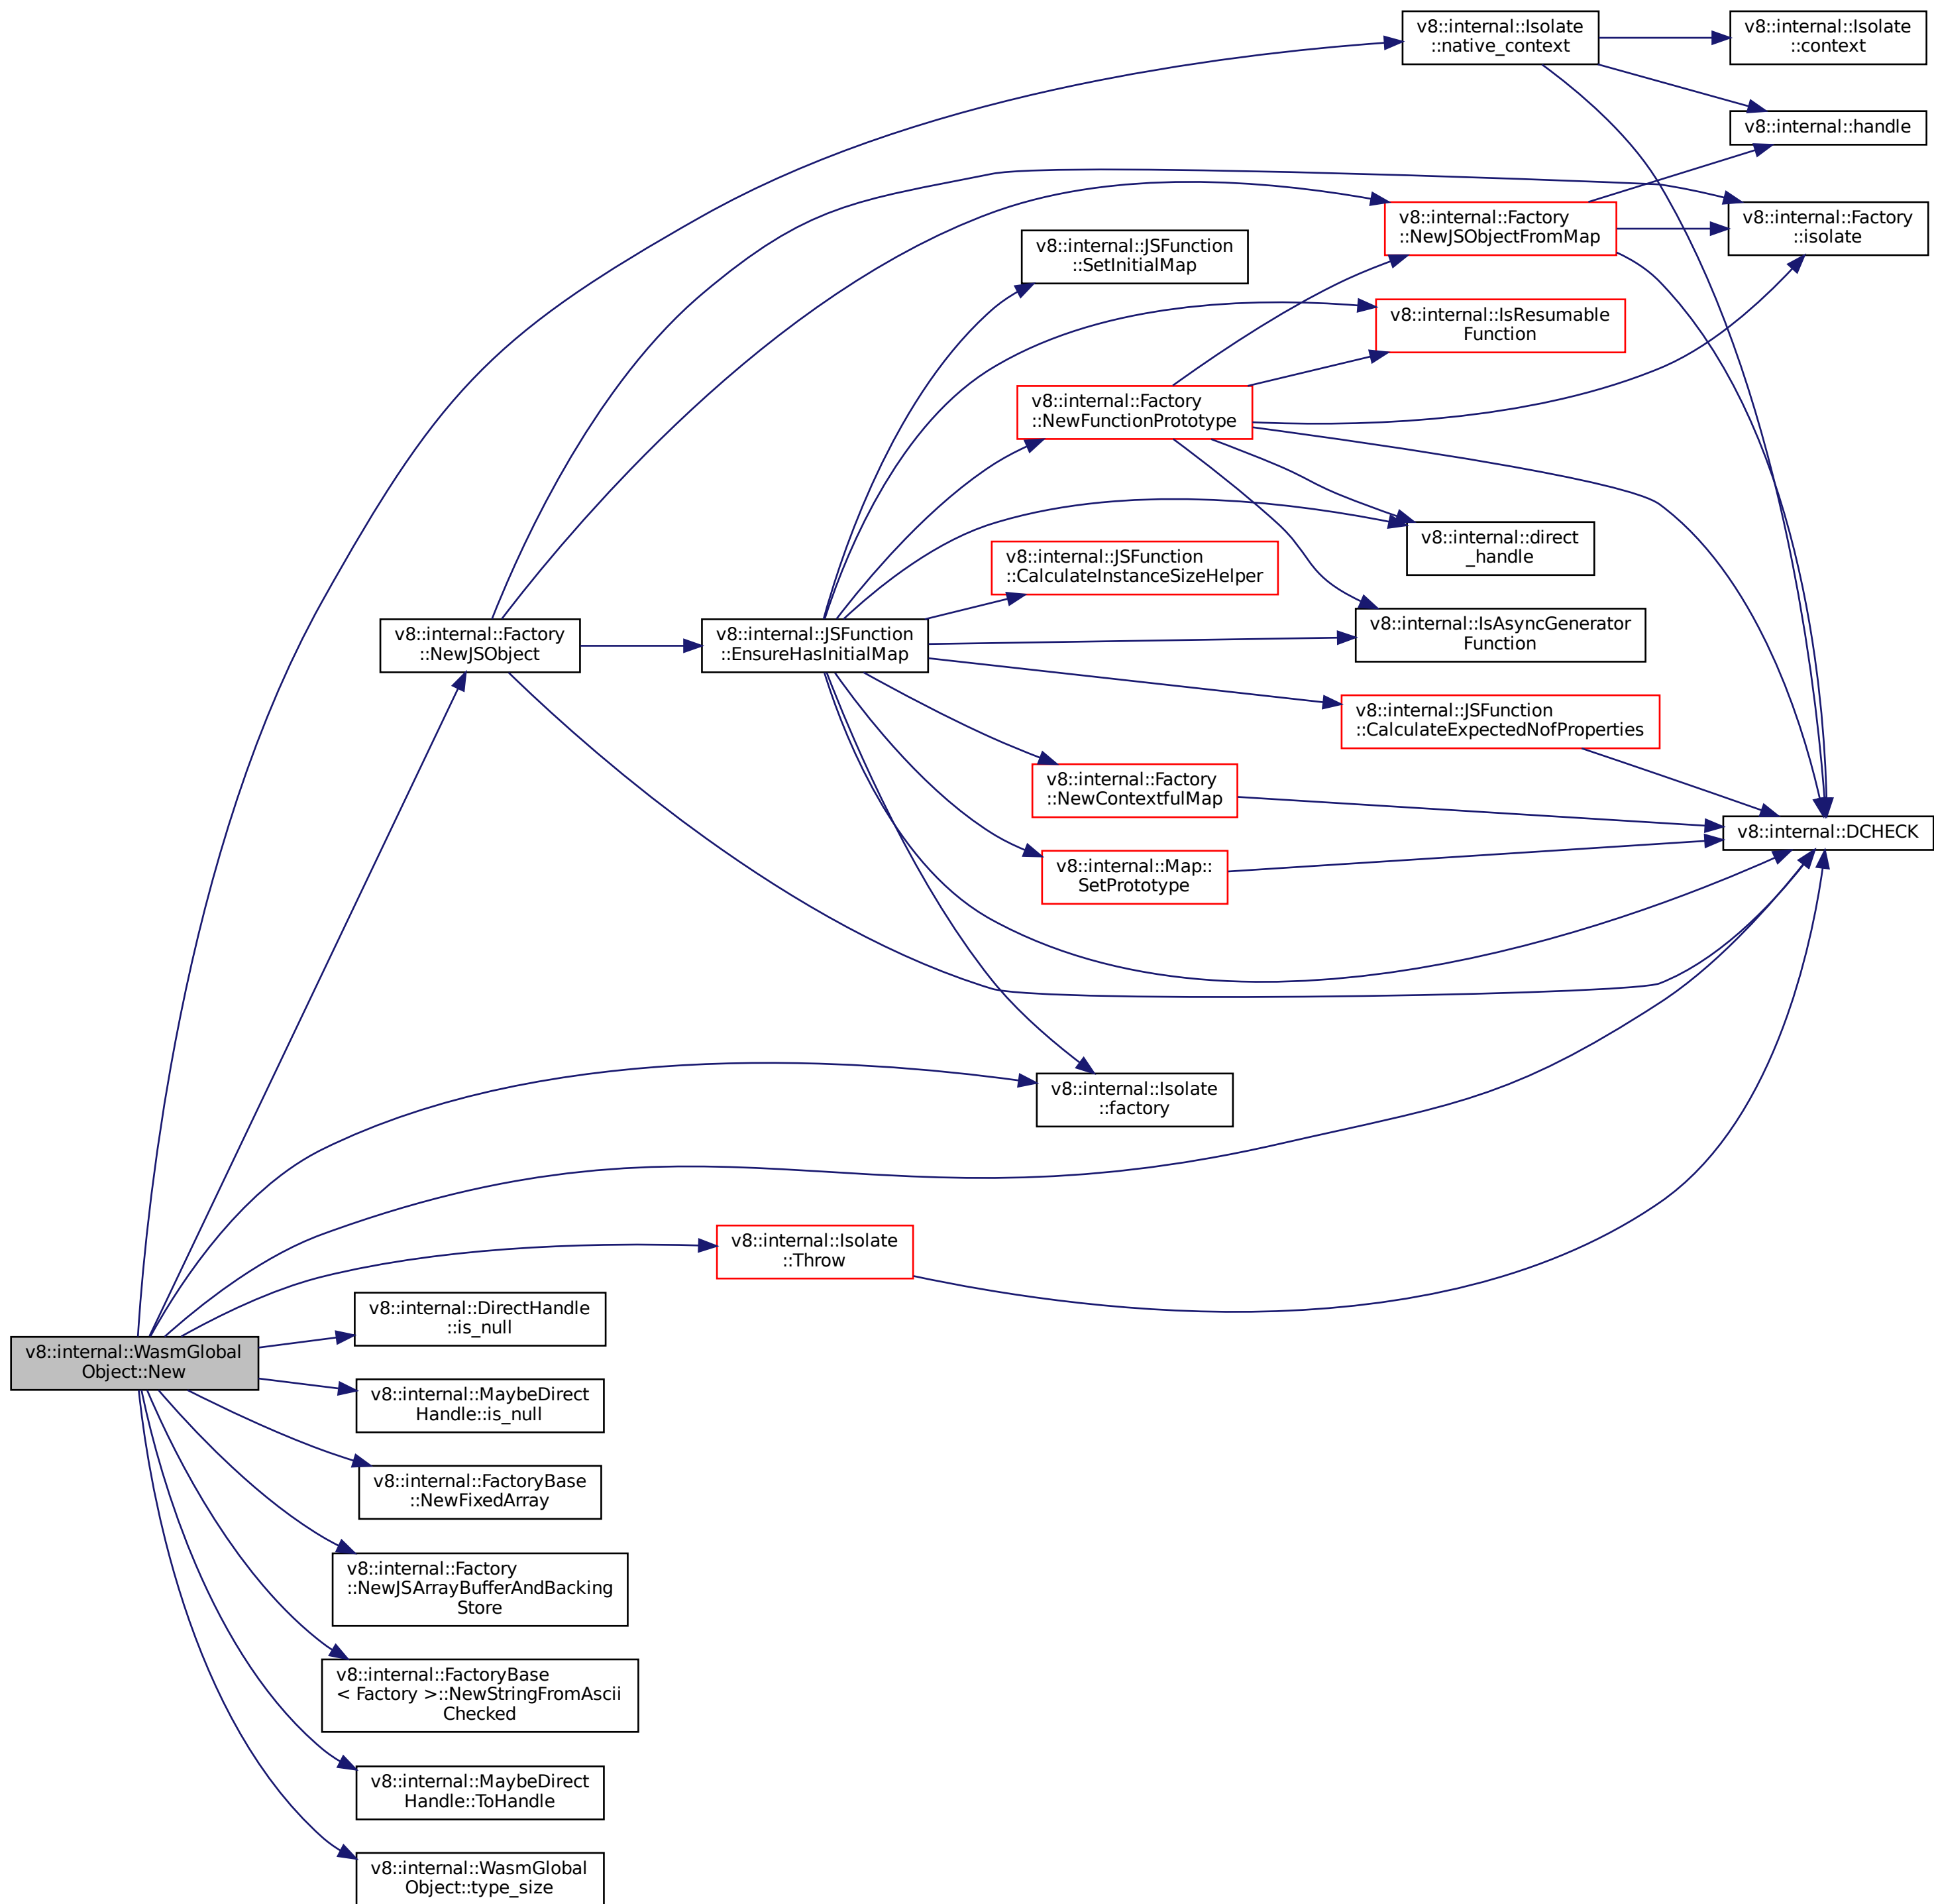 v8::internal::Isolate
::native_context
v8::internal::Isolate
::context
v8::internal::handle
v8::internal::Factory
::NewJSObjectFromMap
v8::internal::Factory
::isolate
v8::internal::JSFunction
::SetInitialMap
v8::internal::IsResumable
Function
v8::internal::Factory
::NewFunctionPrototype
v8::internal::direct
_handle
v8::internal::JSFunction
::CalculateInstanceSizeHelper
v8::internal::Factory
::NewJSObject
v8::internal::JSFunction
::EnsureHasInitialMap
v8::internal::IsAsyncGenerator
Function
v8::internal::JSFunction
::CalculateExpectedNofProperties
v8::internal::Factory
::NewContextfulMap
v8::internal::DCHECK
v8::internal::Map::
SetPrototype
v8::internal::Isolate
::factory
v8::internal::Isolate
::Throw
v8::internal::DirectHandle
::is_null
v8::internal::WasmGlobal
Object::New
v8::internal::MaybeDirect
Handle::is_null
v8::internal::FactoryBase
::NewFixedArray
v8::internal::Factory
::NewJSArrayBufferAndBacking
Store
v8::internal::FactoryBase
< Factory >::NewStringFromAscii
Checked
v8::internal::MaybeDirect
Handle::ToHandle
v8::internal::WasmGlobal
Object::type_size